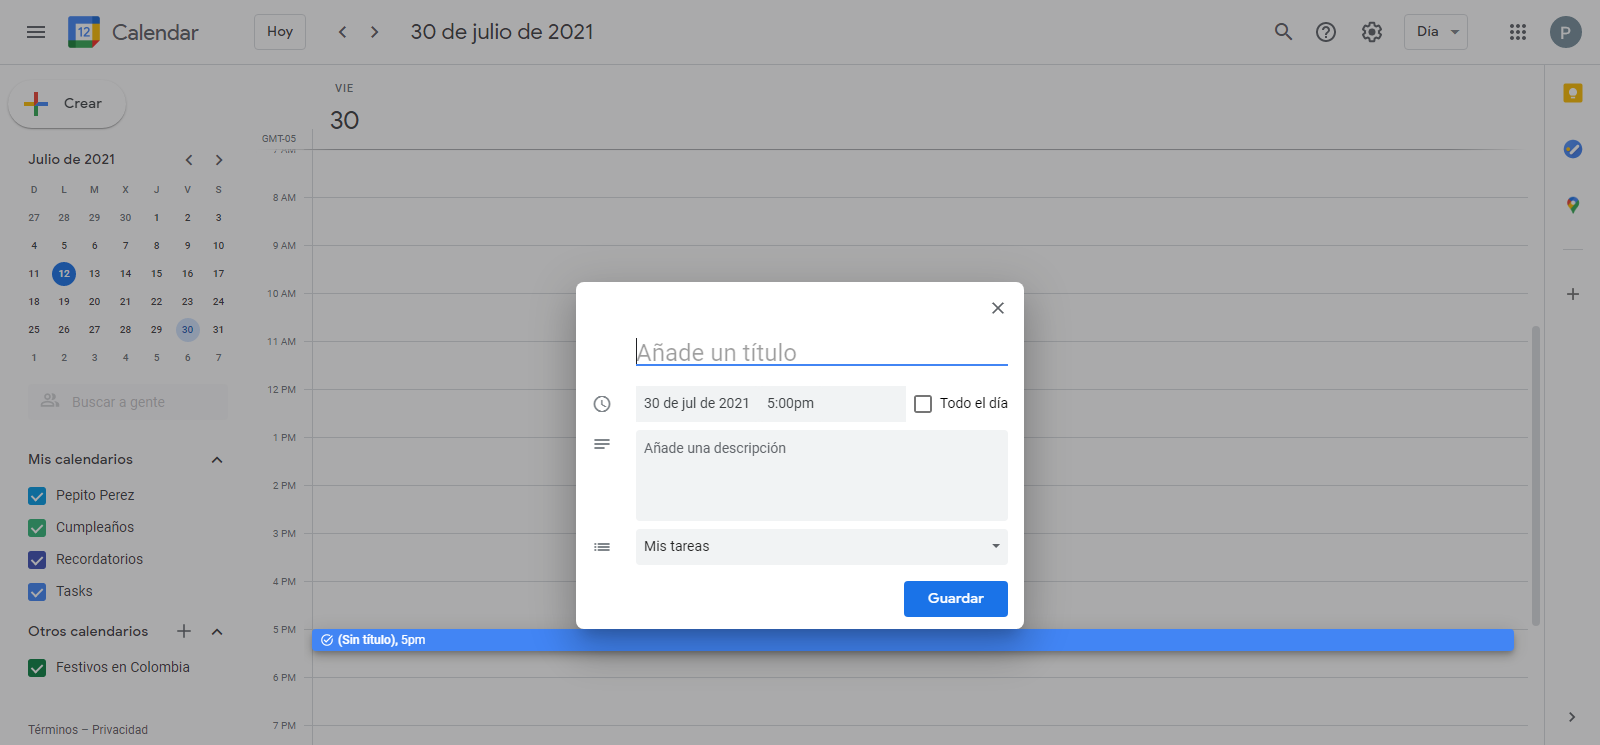 12 Calendar Hoy 30 de julio de 2021 Día P
Crear
VIE
30
GMT-05
Julio de 2021
D L M X J V S
27 28 29 30 1 2 3
4 5 6 7 8 9 10
11 12 13 14 15 16 17
18 19 20 21 22 23 24
25 26 27 28 29 30 31
1 2 3 4 5 6 7
Buscar a gente
Mis calendarios
Pepito Perez
Cumpleaños
Recordatorios
Tasks
Otros calendarios
Festivos en Colombia
Términos – Privacidad
8 AM
9 AM
10 AM
11 AM
12 PM
1 PM
2 PM
3 PM
4 PM
5 PM
6 PM
7 PM
(Sin título), 5pm
Añade un título
30 de jul de 2021 5:00pm Todo el día
Añade una descripción
Mis tareas
Guardar